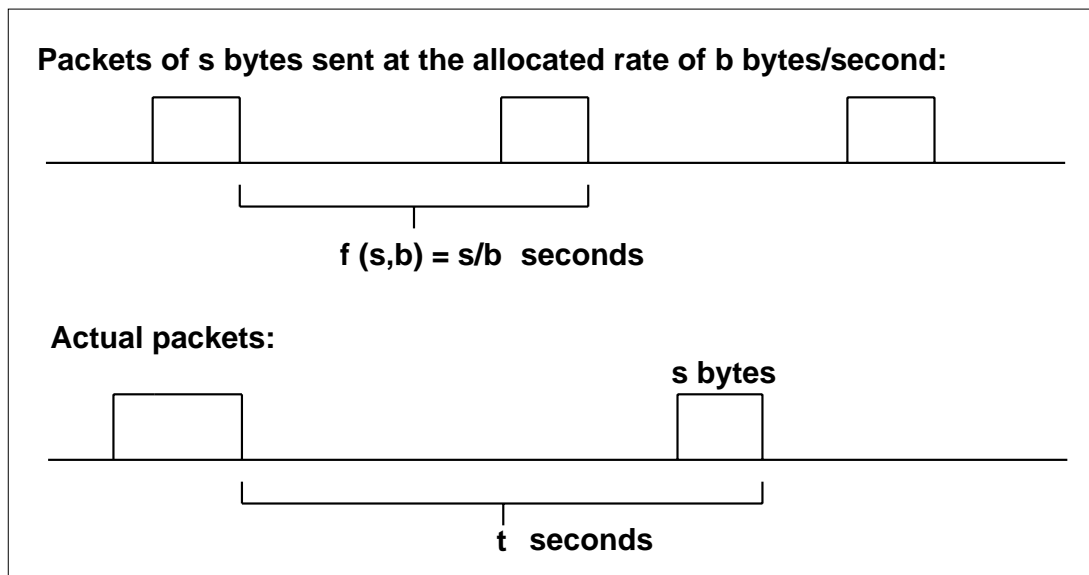 Packets of s bytes sent at the allocated rate of b bytes/second:
f (s,b) = s/b seconds
Actual packets:
s bytes
t seconds